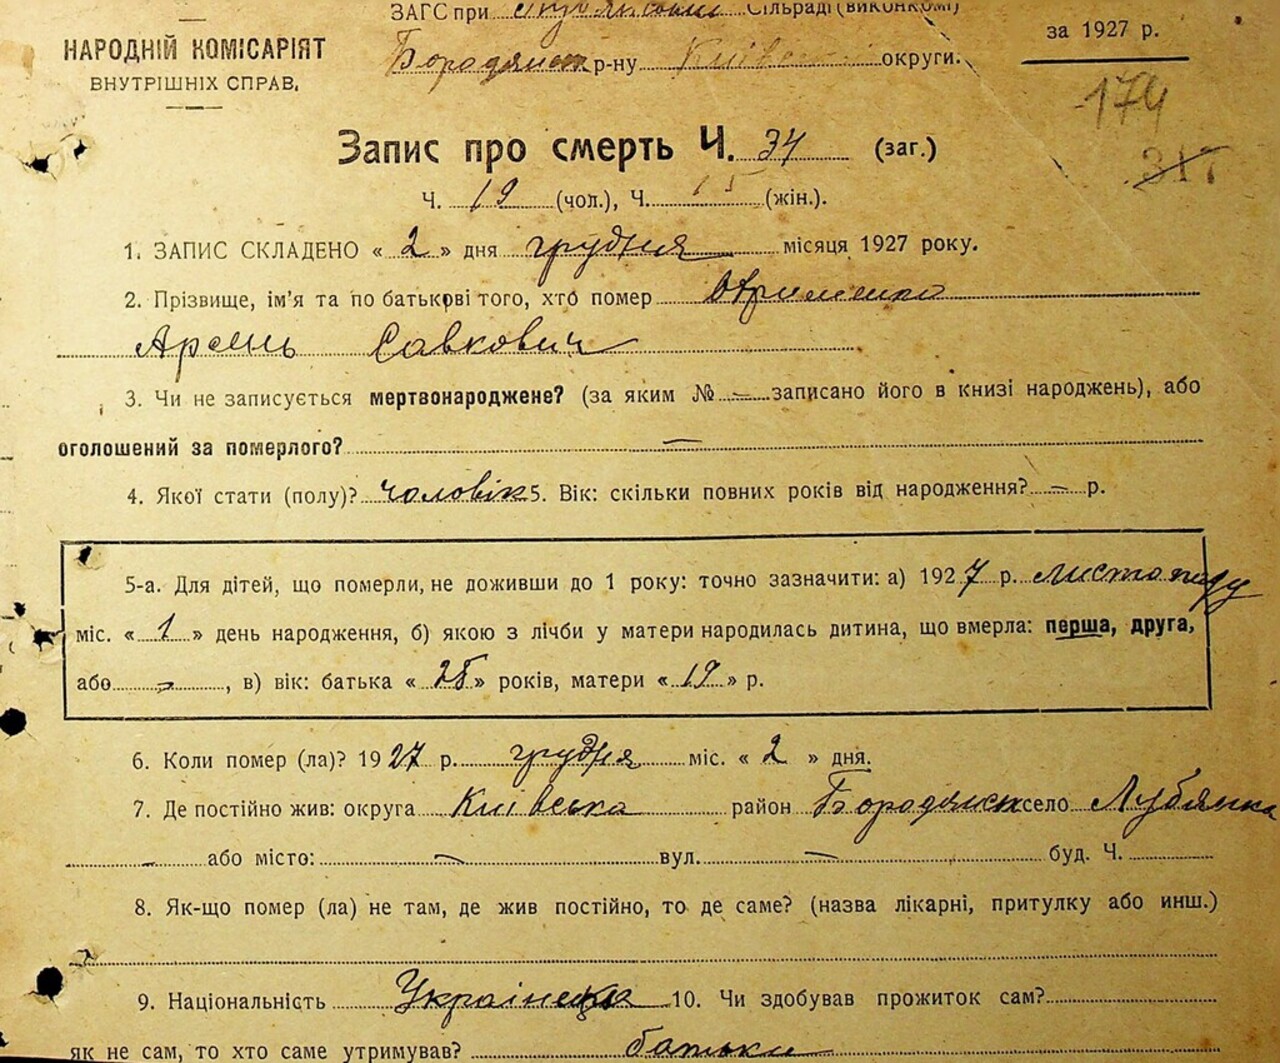 ЗАГС при Лубянській Сільраді (виконком)
НАРОДНІЙ КОМІСАРІЯТ
ВНУТРІШНІХ СПРАВ.
Бородянськ р-ну Київської округи.
за 1927 р.
174
317
Запис про смерть Ч. 34 (заг.)
Ч. 19 (чол.), Ч. 15 (жін.).
1. ЗАПИС СКЛАДЕНО « 2 » дня грудня місяця 1927 року.
2. Прізвище, ім'я та по батькові того, хто помер
Арсень Савкович
3. Чи не записується мертвонароджене? (за яким № — записано його в книзі народжень), або
оголошений за померлого? —
4. Якої стати (полу)? чоловік 5. Вік: скільки повних років від народження? — р.
5-а. Для дітей, що померли, не доживши до 1 року: точно зазначити: а) 1927 р. листопаду
міс. « 1 » день народження, б) якою з лічби у матери народилась дитина, що вмерла: перша, друга,
або — , в) вік: батька « 28 » років, матери « 19 » р.
6. Коли помер (ла)? 1927 р. грудня міс. « 2 » дня.
7. Де постійно жив: округа Київська район Бородянськ село Лубянка
— або місто: — вул. — буд. Ч.
8. Як-що помер (ла) не там, де жив постійно, то де саме? (назва лікарні, притулку або инш.)
9. Національність 10. Чи здобував прожиток сам?
як не сам, то хто саме утримував? батьки